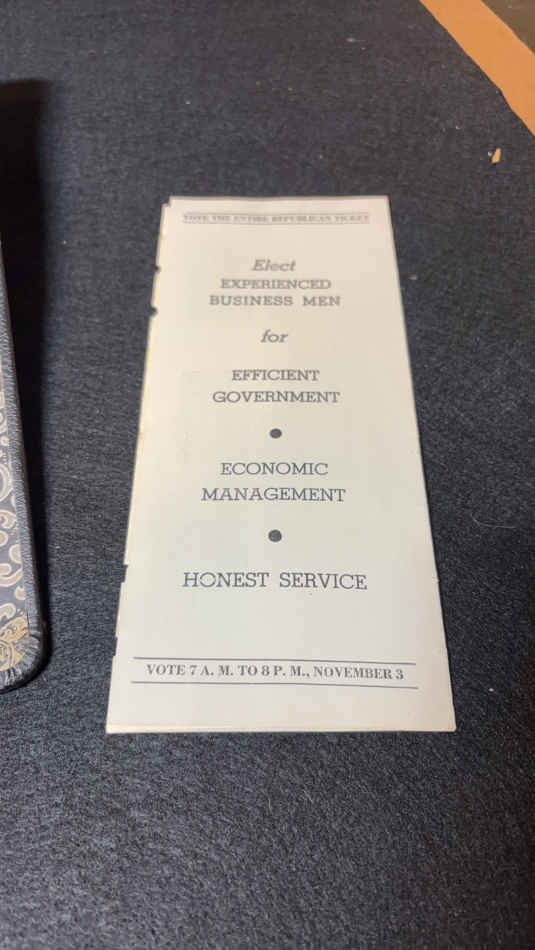 VOTE THE ENTIRE REPUBLICAN TICKET
Elect
EXPERIENCED
BUSINESS MEN
for
EFFICIENT
GOVERNMENT
ECONOMIC
MANAGEMENT
HONEST SERVICE
VOTE 7 A. M. TO 8 P. M., NOVEMBER 3